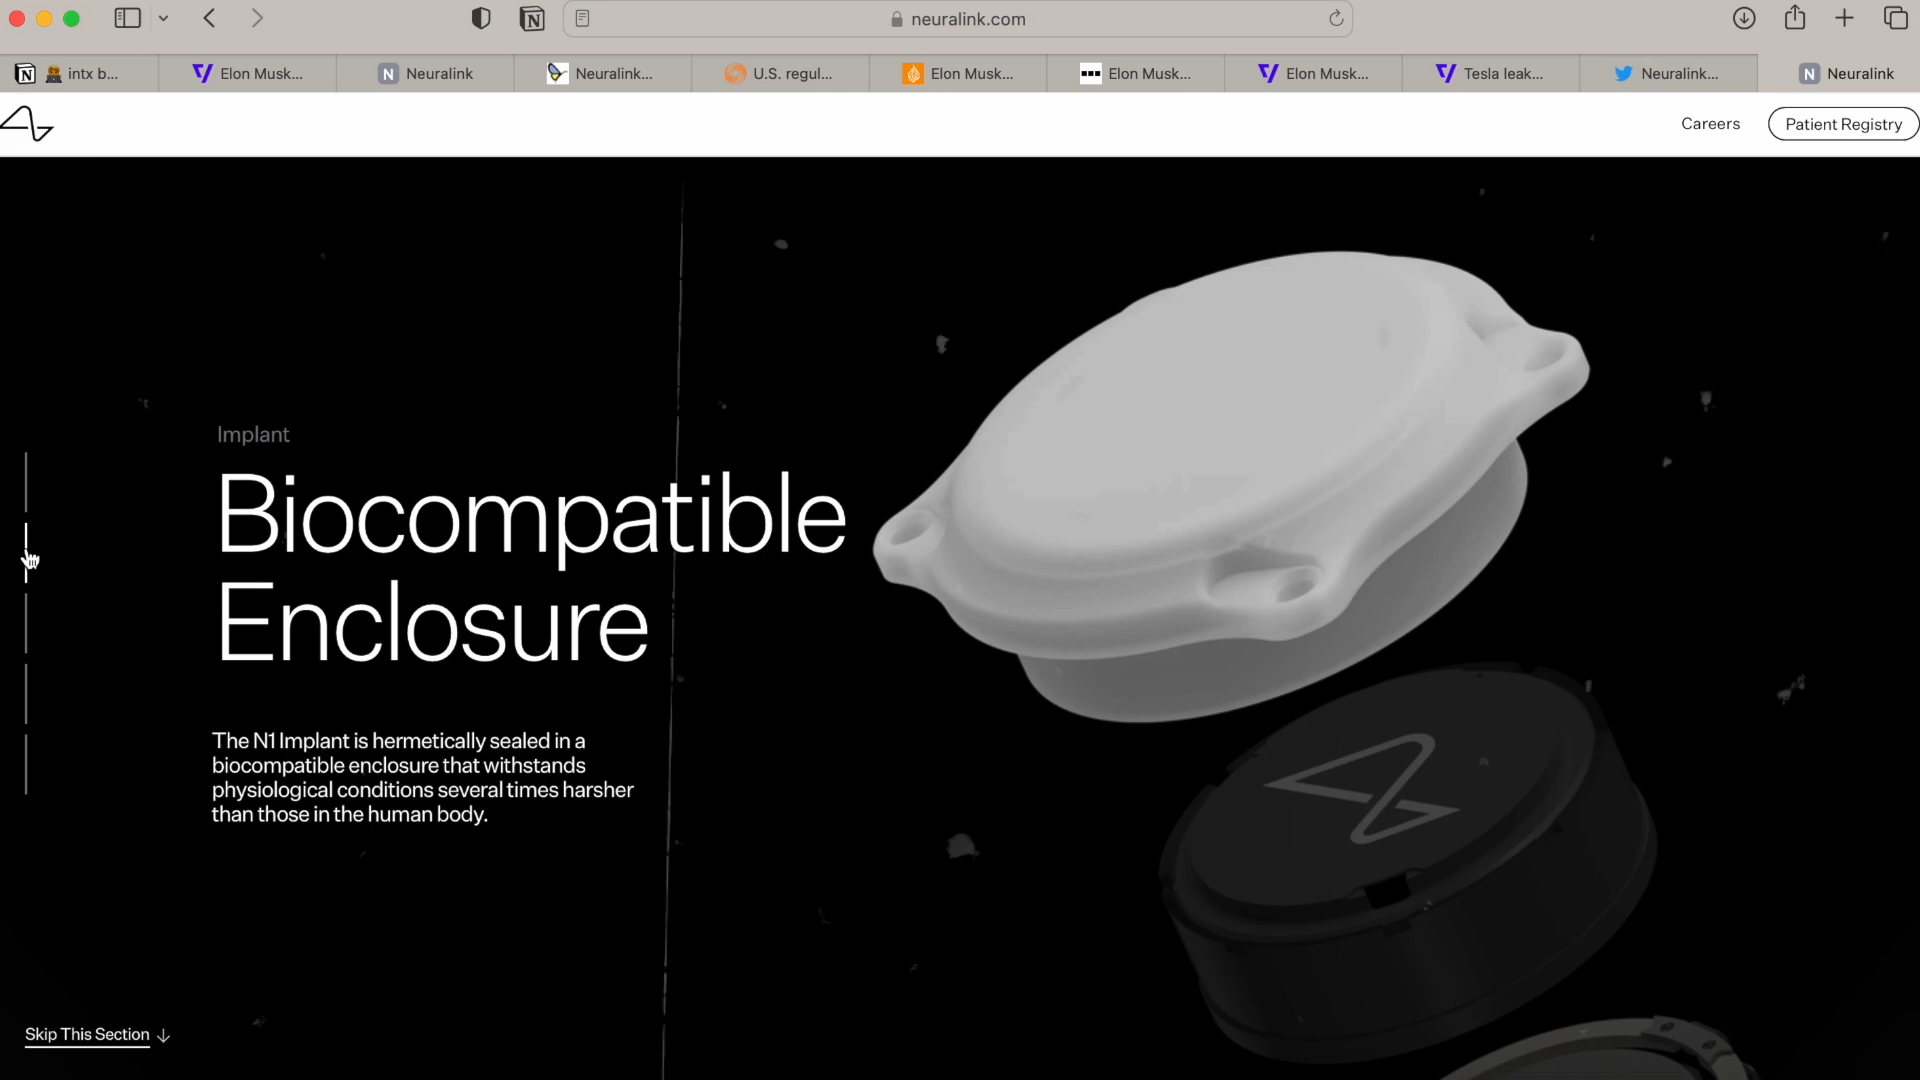 neuralink.com
intx b...
Elon Musk...
Neuralink
Neuralink...
U.S. regul...
Elon Musk...
Elon Musk...
Elon Musk...
Tesla leak...
Neuralink...
Neuralink
Careers
Patient Registry
Implant
Biocompatible
Enclosure
The N1 Implant is hermetically sealed in a
biocompatible enclosure that withstands
physiological conditions several times harsher
than those in the human body.
Skip This Section